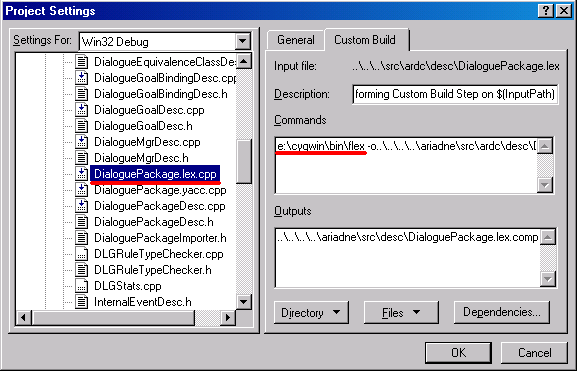 Project Settings
Settings For: Win32 Debug
DialogueEquivalenceClassDes
DialogueGoalBindingDesc.cpp
DialogueGoalBindingDesc.h
DialogueGoalDesc.cpp
DialogueGoalDesc.h
DialogueMgrDesc.cpp
DialogueMgrDesc.h
DialoguePackage.lex.cpp
DialoguePackage.yacc.cpp
DialoguePackageDesc.cpp
DialoguePackageDesc.h
DialoguePackageImporter.h
DLGRuleTypeChecker.cpp
DLGRuleTypeChecker.h
DLGStats.cpp
InternalEventDesc.h
General
Custom Build
Input file: ..\..\..\src\ardc\desc\DialoguePackage.lex
Description: forming Custom Build Step on $(InputPath)
Commands
e:\cygwin\bin\flex -o..\..\..\..\ariadne\src\ardc\desc\D
Outputs
..\..\..\..\ariadne\src\desc\DialoguePackage.lex.comp
Directory
Files
Dependencies...
OK
Cancel